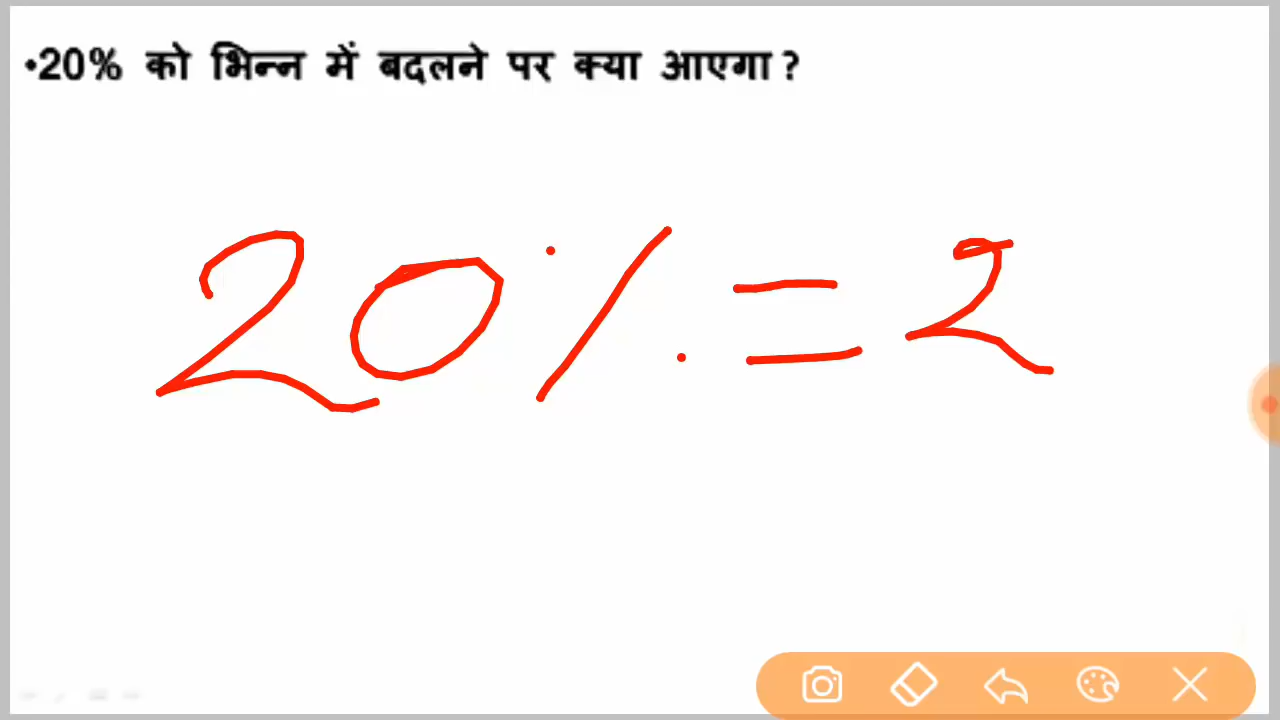 •20% को भिन्न में बदलने पर क्या आएगा ?
20% = 2